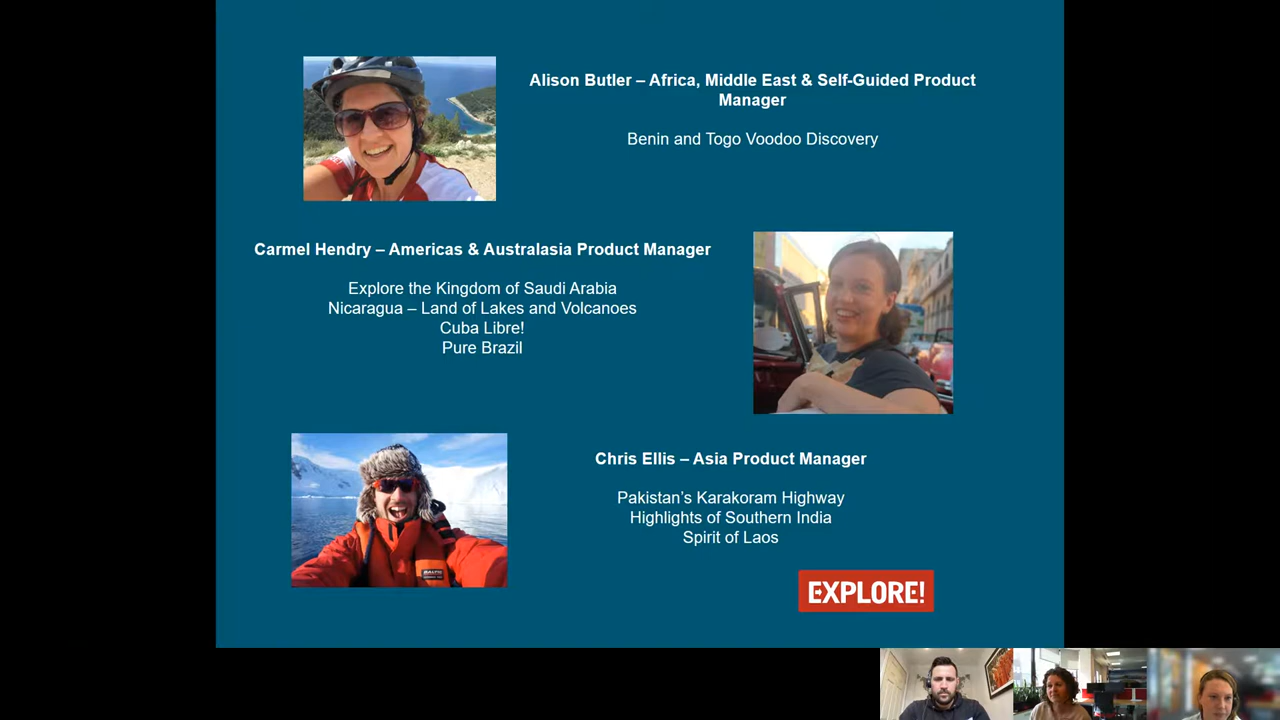 Alison Butler – Africa, Middle East & Self-Guided Product
Manager
Benin and Togo Voodoo Discovery
Carmel Hendry – Americas & Australasia Product Manager
Explore the Kingdom of Saudi Arabia
Nicaragua – Land of Lakes and Volcanoes
Cuba Libre!
Pure Brazil
Chris Ellis – Asia Product Manager
Pakistan’s Karakoram Highway
Highlights of Southern India
Spirit of Laos
EXPLORE!